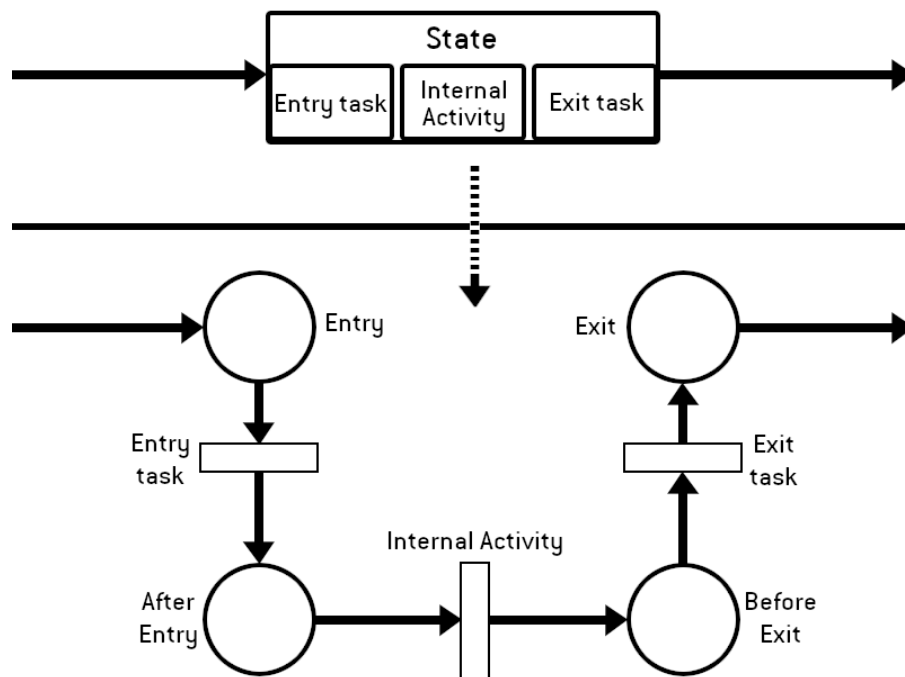 State
Entry task
Internal
Activity
Exit task
Entry
Exit
Entry
task
Exit
task
Internal Activity
After
Entry
Before
Exit